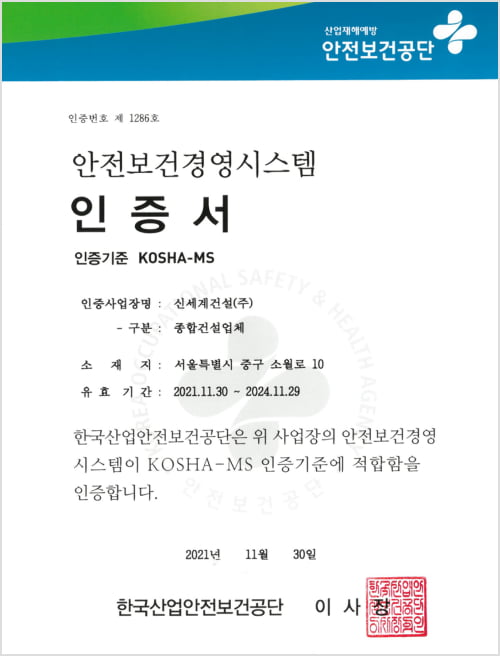 산업재해예방
안전보건공단
인증번호 제 1286호
안전보건경영시스템
인 증 서
인증기준 KOSHA-MS
인증사업장명 : 신세계건설(주)
- 구분 : 종합건설업체
소 재 지 : 서울특별시 중구 소월로 10
유 효 기 간 : 2021.11.30 ~ 2024.11.29
한국산업안전보건공단은 위 사업장의 안전보건경영
시스템이 KOSHA-MS 인증기준에 적합함을
인증합니다.
KOREA OCCUPATIONAL SAFETY & HEALTH AGENCY
안전보건공단
2021년 11월 30일
한국산업안전보건공단 이 사 장